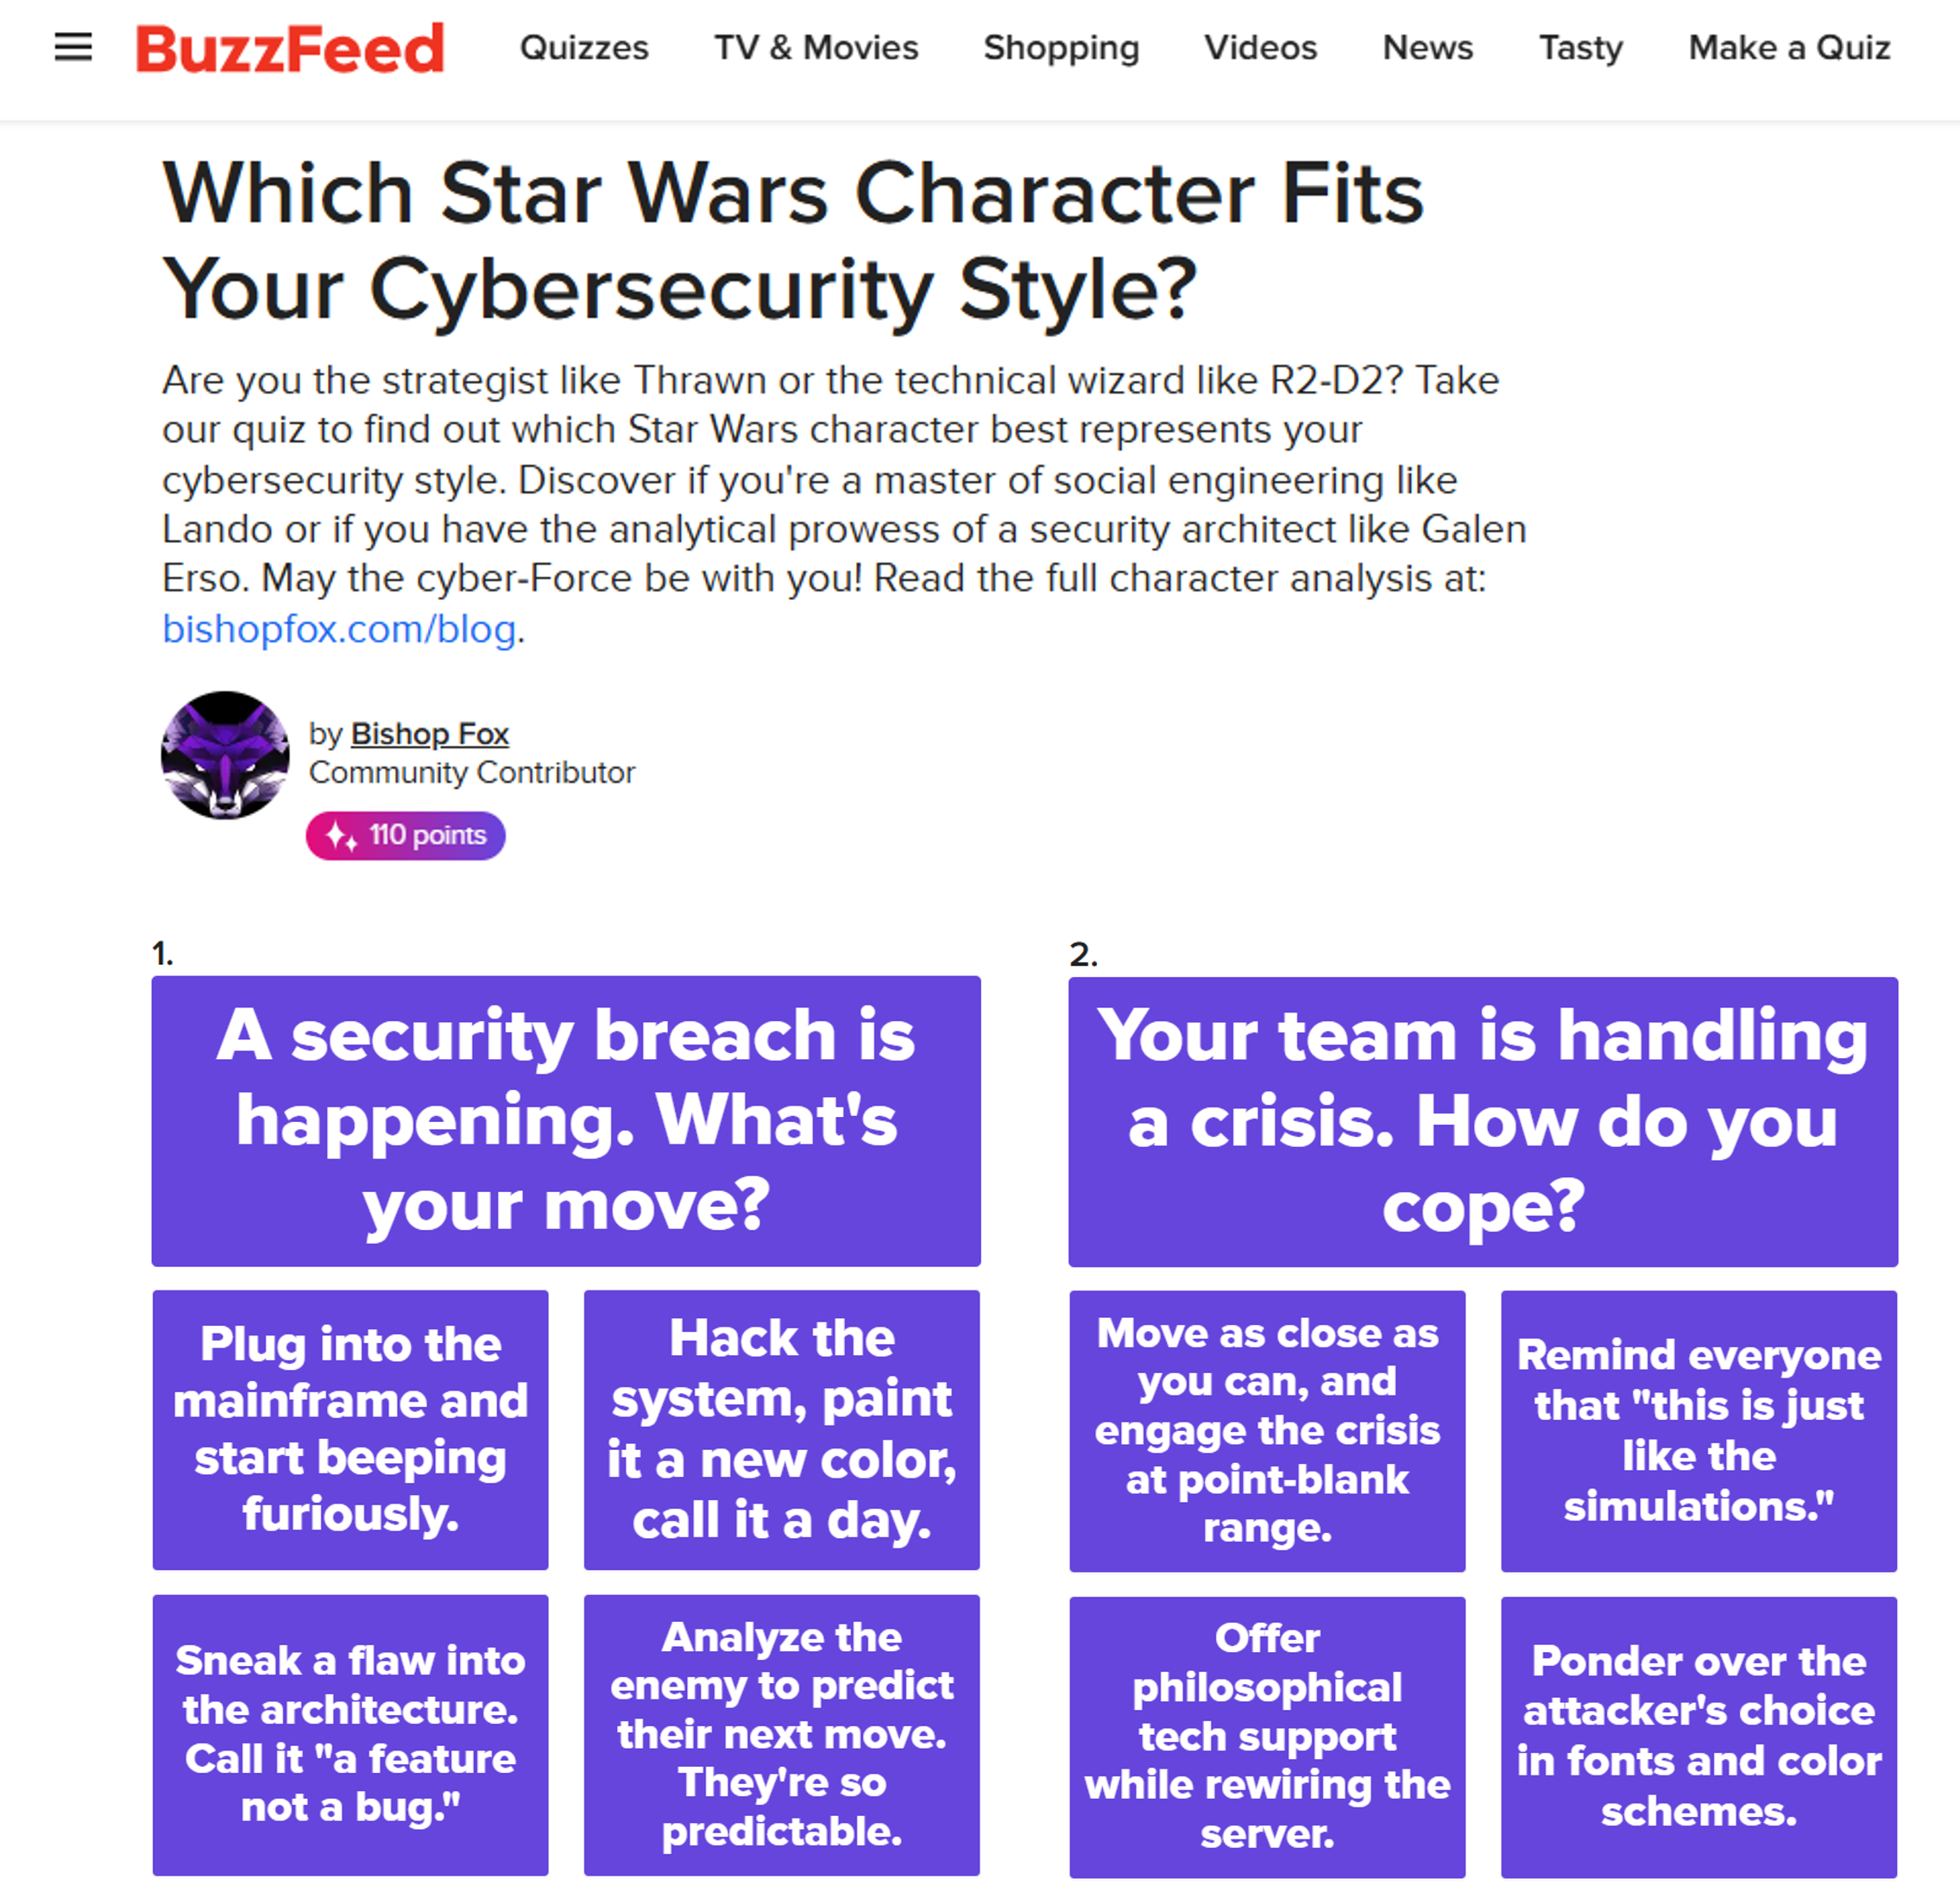 BuzzFeed Quizzes TV & Movies Shopping Videos News Tasty Make a Quiz
Which Star Wars Character Fits
Your Cybersecurity Style?
Are you the strategist like Thrawn or the technical wizard like R2-D2? Take
our quiz to find out which Star Wars character best represents your
cybersecurity style. Discover if you're a master of social engineering like
Lando or if you have the analytical prowess of a security architect like Galen
Erso. May the cyber-Force be with you! Read the full character analysis at:
bishopfox.com/blog.
by Bishop Fox
Community Contributor
110 points
1.
A security breach is
happening. What's
your move?
Plug into the
mainframe and
start beeping
furiously.
Hack the
system, paint
it a new color,
call it a day.
Sneak a flaw into
the architecture.
Call it "a feature
not a bug."
Analyze the
enemy to predict
their next move.
They're so
predictable.
2.
Your team is handling
a crisis. How do you
cope?
Move as close as
you can, and
engage the crisis
at point-blank
range.
Remind everyone
that "this is just
like the
simulations."
Offer
philosophical
tech support
while rewiring the
server.
Ponder over the
attacker's choice
in fonts and color
schemes.